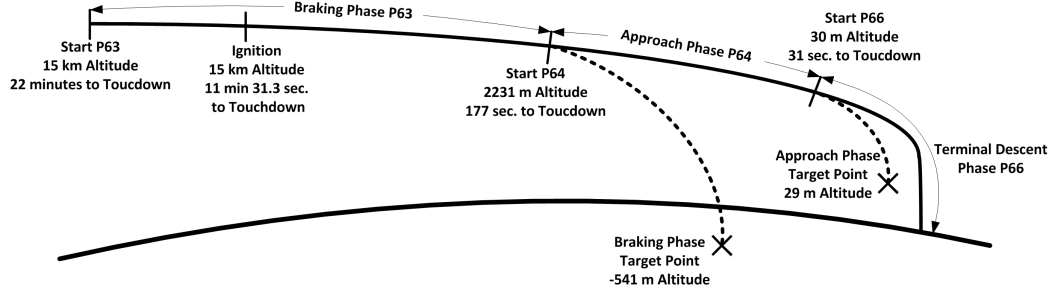 Braking Phase P63
Start P63
15 km Altitude
22 minutes to Toucdown
Ignition
15 km Altitude
11 min 31.3 sec.
to Touchdown
Approach Phase P64
Start P64
2231 m Altitude
177 sec. to Toucdown
Start P66
30 m Altitude
31 sec. to Toucdown
Terminal Descent
Phase P66
Approach Phase
Target Point
29 m Altitude
Braking Phase
Target Point
-541 m Altitude